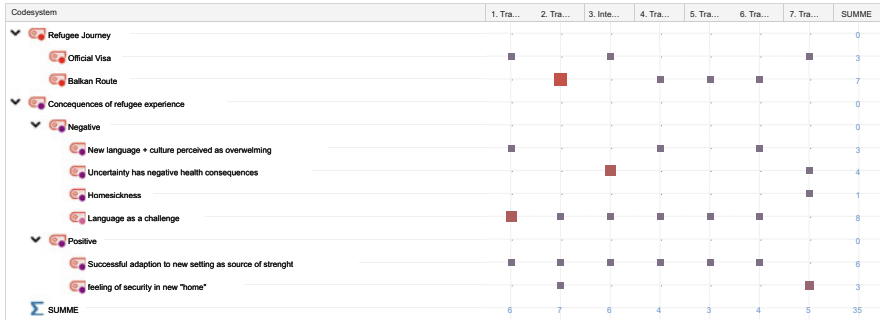 Codesystem 1. Tra... 2. Tra... 3. Inte... 4. Tra... 5. Tra... 6. Tra... 7. Tra... SUMME
Refugee Journey 0
Official Visa 3
Balkan Route 7
Concequences of refugee experience 0
Negative 0
New language + culture perceived as overwelming 3
Uncertainty has negative health consequences 4
Homesickness 1
Language as a challenge 8
Positive 0
Successful adaption to new setting as source of strenght 6
feeling of security in new "home" 3
SUMME 6 7 6 4 3 4 5 35